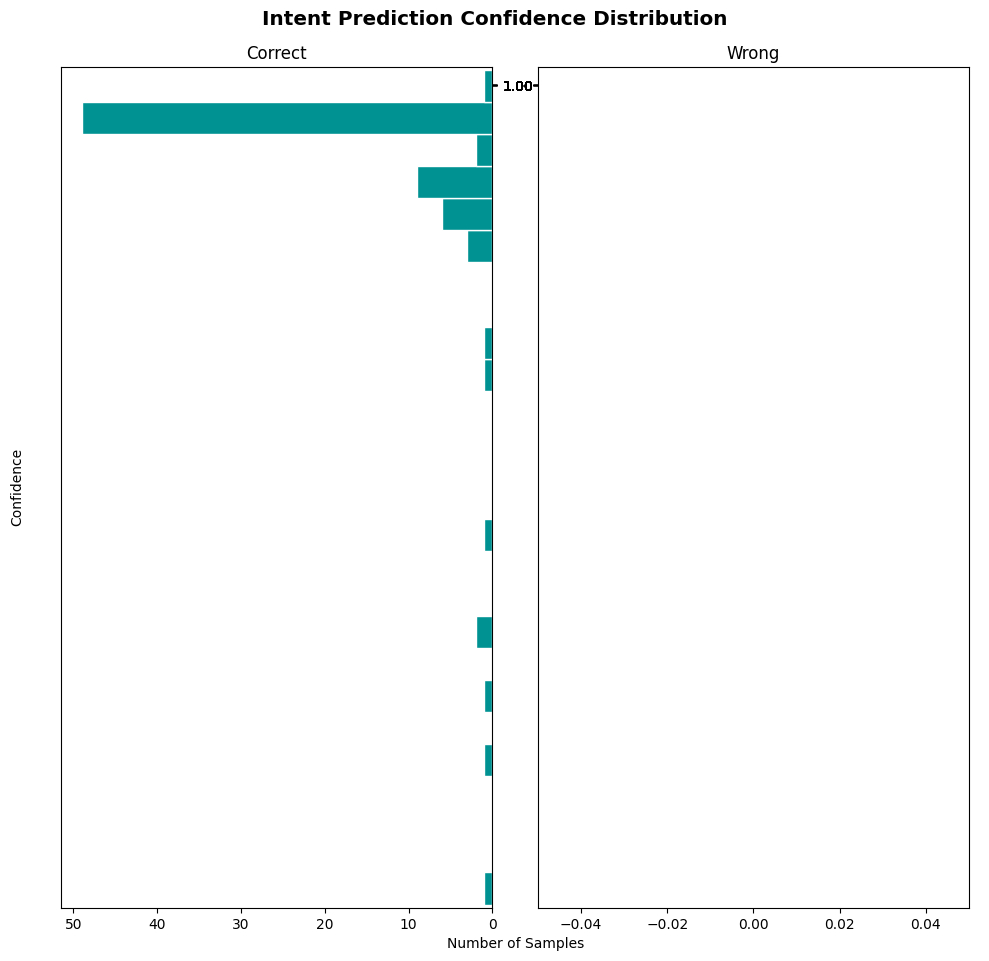 Intent Prediction Confidence Distribution
Correct
Wrong
1.00
Confidence
50 40 30 20 10 0
−0.04 −0.02 0.00 0.02 0.04
Number of Samples